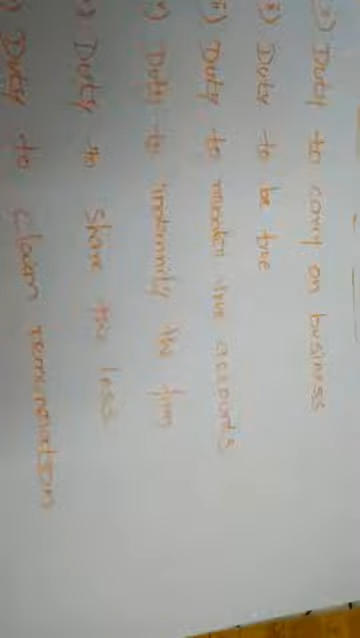 Duty to carry on business
Duty to be true
Duty to render true accounts
Duty to indemnify the firm
Duty to share the loss
Duty to claim remuneration